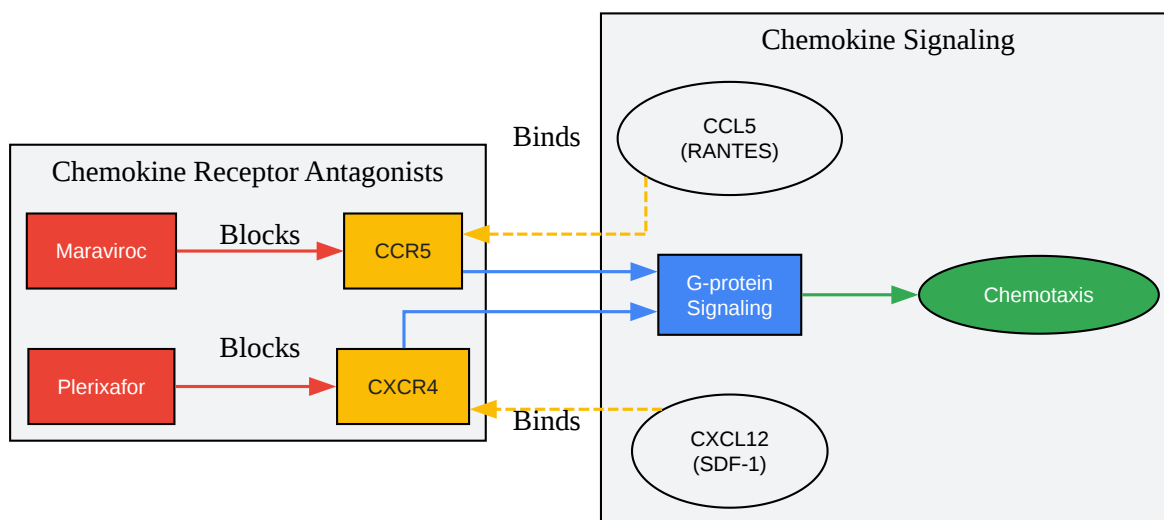 Chemokine Signaling
CCL5
(RANTES)
Binds
Chemokine Receptor Antagonists
Maraviroc
Blocks
CCR5
G-protein
Signaling
Chemotaxis
Plerixafor
Blocks
CXCR4
Binds
CXCL12
(SDF-1)